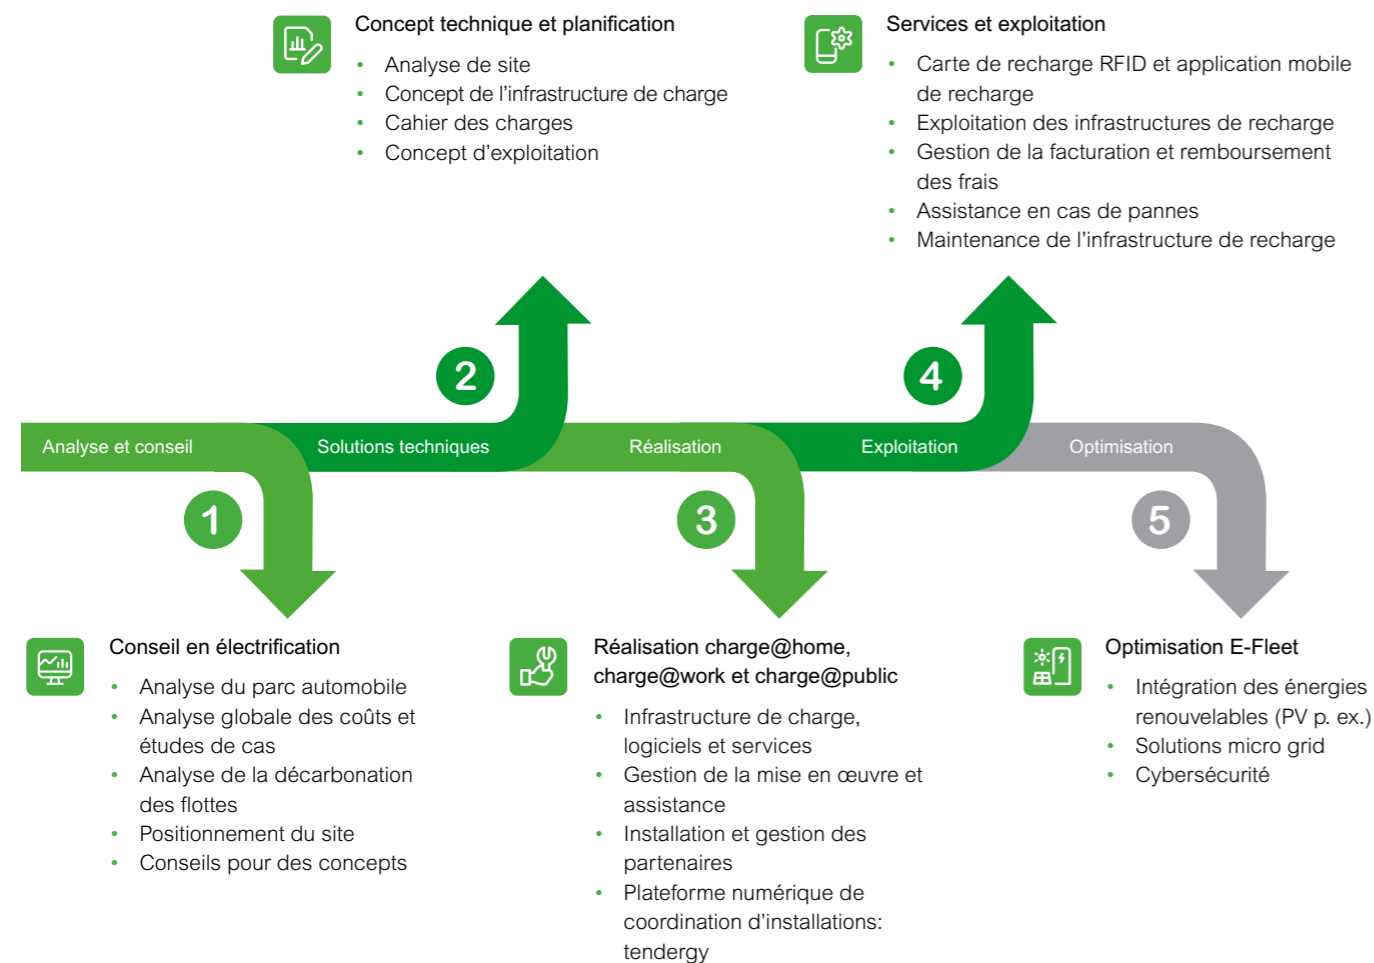 Concept technique et planification
• Analyse de site
• Concept de l’infrastructure de charge
• Cahier des charges
• Concept d’exploitation
Services et exploitation
• Carte de recharge RFID et application mobile
de recharge
• Exploitation des infrastructures de recharge
• Gestion de la facturation et remboursement
des frais
• Assistance en cas de pannes
• Maintenance de l’infrastructure de recharge
2
4
Analyse et conseil
Solutions techniques
Réalisation
Exploitation
Optimisation
1
3
5
Conseil en électrification
• Analyse du parc automobile
• Analyse globale des coûts et
études de cas
• Analyse de la décarbonation
des flottes
• Positionnement du site
• Conseils pour des concepts
Réalisation charge@home,
charge@work et charge@public
• Infrastructure de charge,
logiciels et services
• Gestion de la mise en œuvre et
assistance
• Installation et gestion des
partenaires
• Plateforme numérique de
coordination d’installations:
tendergy
Optimisation E-Fleet
• Intégration des énergies
renouvelables (PV p. ex.)
• Solutions micro grid
• Cybersécurité